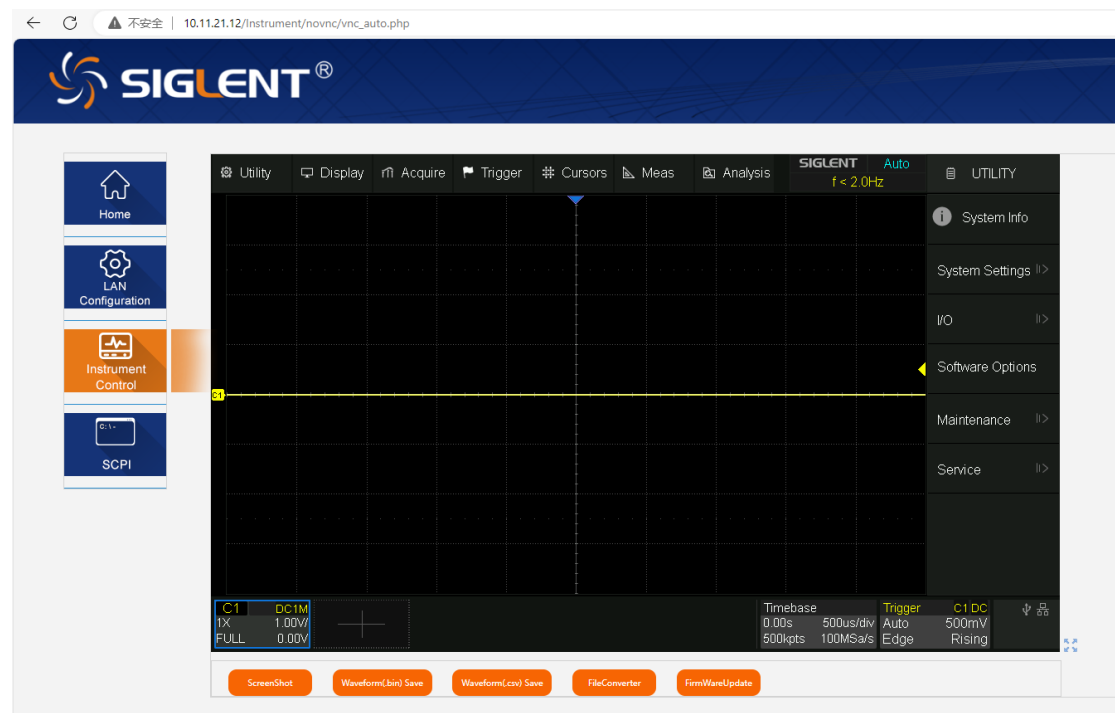 不安全 10.11.21.12/Instrument/novnc/vnc_auto.php
SIGLENT®
Home
LAN
Configuration
Instrument
Control
C:\-
SCPI
Utility Display Acquire Trigger Cursors Meas Analysis SIGLENT Auto
f < 2.0Hz
UTILITY
System Info
System Settings
I/O
Software Options
Maintenance
Service
C1
C1 DC1M
1X 1.00V/
FULL 0.00V
Timebase
0.00s 500us/div
500kpts 100MSa/s
Trigger C1 DC
Auto 500mV
Edge Rising
ScreenShot Waveform(.bin) Save Waveform(.csv) Save FileConverter FirmWareUpdate